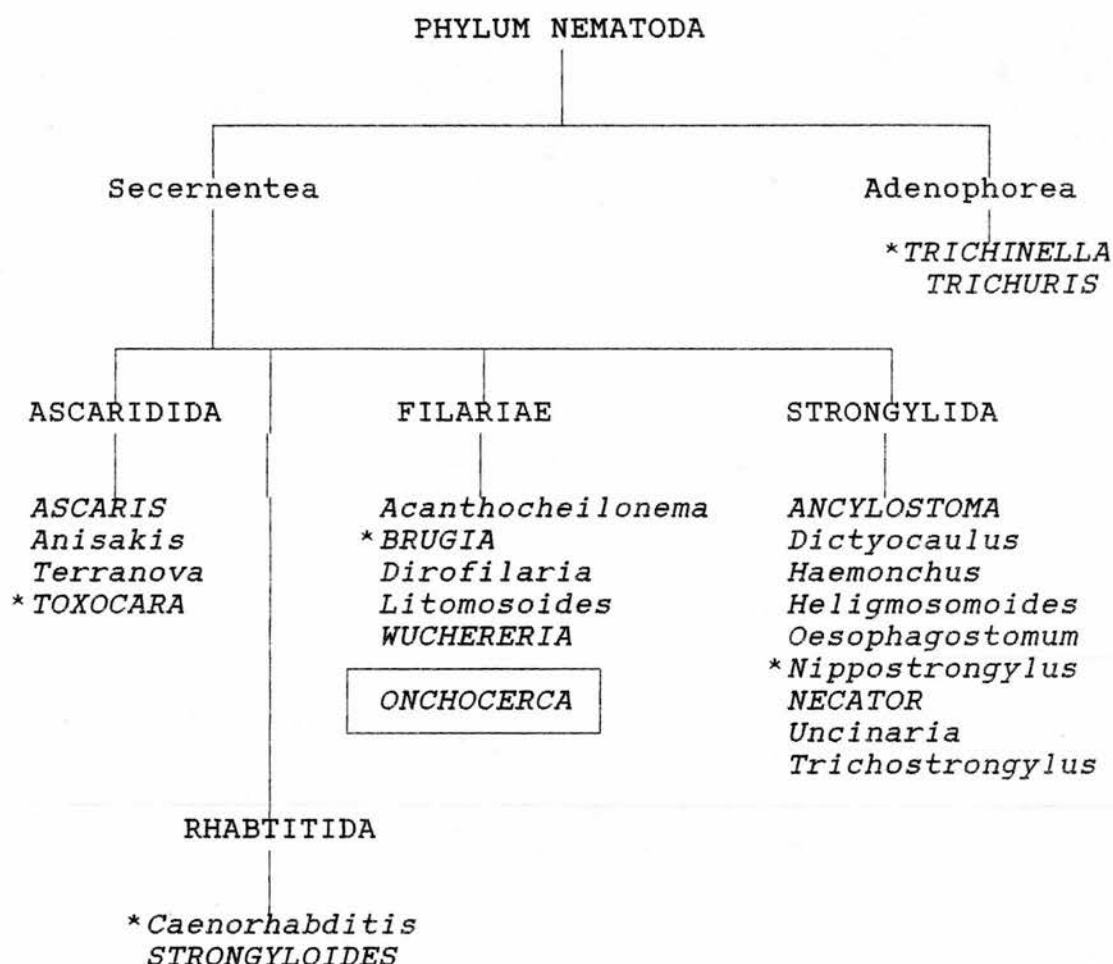 PHYLUM NEMATODA
Secernentea
Adenophorea
*TRICHINELLA
TRICHURIS
ASCARIDIDA
FILARIAE
STRONGYLIDA
ASCARIS
Anisakis
Terranova
*TOXOCARA
Acanthocheilonema
*BRUGIA
Dirofilaria
Litomosoides
WUCHERERIA
ONCHOCERCA
ANCYLOSTOMA
Dictyocaulus
Haemonchus
Heligmosomoides
Oesophagostomum
*Nippostrongylus
NECATOR
Uncinaria
Trichostrongylus
RHABTITIDA
*Caenorhabditis
STRONGYLOIDES